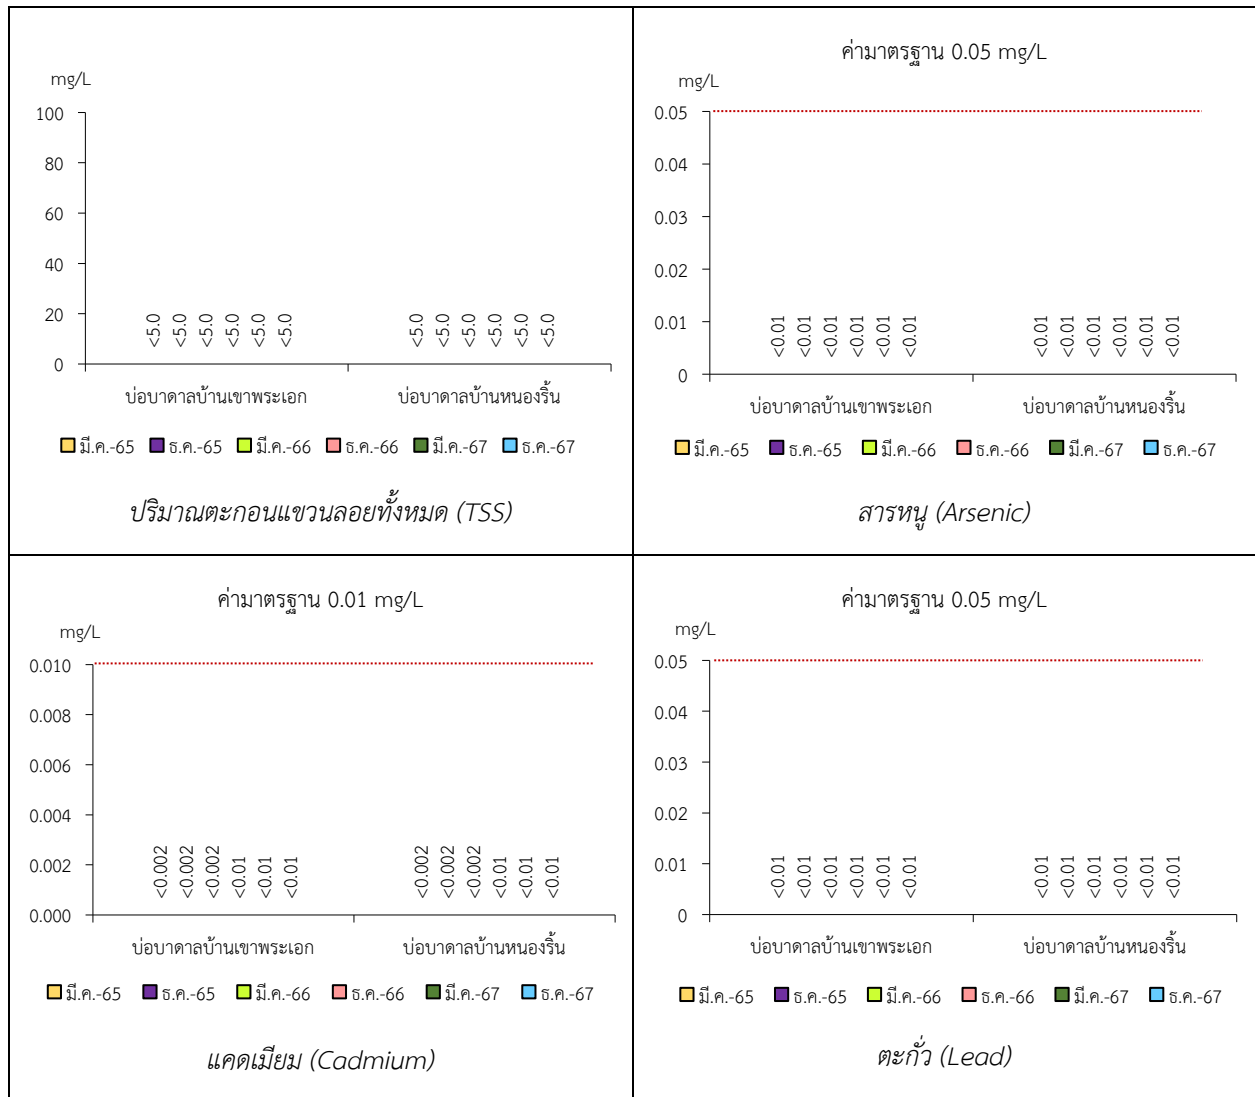 mg/L
100
80
60
40
20
0
<5.0 <5.0 <5.0 <5.0 <5.0 <5.0 <5.0 <5.0 <5.0 <5.0 <5.0 <5.0
บ่อบาดาลบ้านเขาพระเอก บ่อบาดาลบ้านหนองริ้น
มี.ค.-65 ธ.ค.-65 มี.ค.-66 ธ.ค.-66 มี.ค.-67 ธ.ค.-67
ปริมาณตะกอนแขวนลอยทั้งหมด (TSS)
ค่ามาตรฐาน 0.05 mg/L
mg/L
0.05
0.04
0.03
0.02
0.01
0
<0.01 <0.01 <0.01 <0.01 <0.01 <0.01 <0.01 <0.01 <0.01 <0.01 <0.01 <0.01
บ่อบาดาลบ้านเขาพระเอก บ่อบาดาลบ้านหนองริ้น
มี.ค.-65 ธ.ค.-65 มี.ค.-66 ธ.ค.-66 มี.ค.-67 ธ.ค.-67
สารหนู (Arsenic)
ค่ามาตรฐาน 0.01 mg/L
mg/L
0.010
0.008
0.006
0.004
0.002
0.000
<0.002 <0.002 <0.002 <0.01 <0.01 <0.01 <0.002 <0.002 <0.002 <0.01 <0.01 <0.01
บ่อบาดาลบ้านเขาพระเอก บ่อบาดาลบ้านหนองริ้น
มี.ค.-65 ธ.ค.-65 มี.ค.-66 ธ.ค.-66 มี.ค.-67 ธ.ค.-67
แคดเมียม (Cadmium)
ค่ามาตรฐาน 0.05 mg/L
mg/L
0.05
0.04
0.03
0.02
0.01
0
<0.01 <0.01 <0.01 <0.01 <0.01 <0.01 <0.01 <0.01 <0.01 <0.01 <0.01 <0.01
บ่อบาดาลบ้านเขาพระเอก บ่อบาดาลบ้านหนองริ้น
มี.ค.-65 ธ.ค.-65 มี.ค.-66 ธ.ค.-66 มี.ค.-67 ธ.ค.-67
ตะกั่ว (Lead)